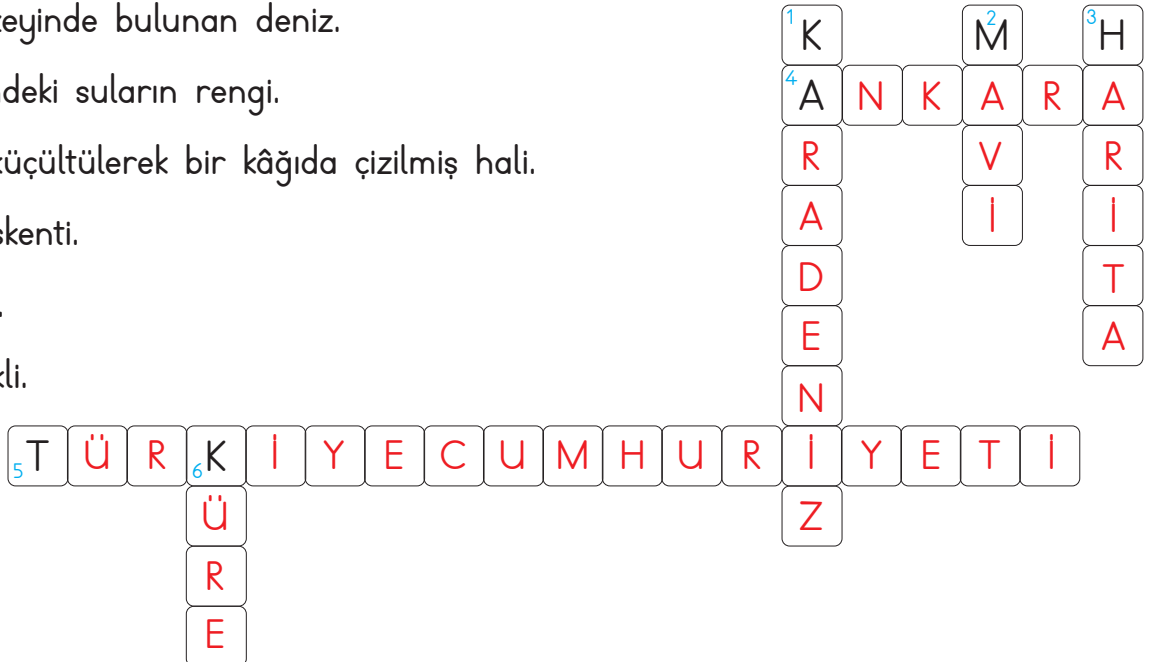 zeyinde bulunan deniz.
ndeki suların rengi.
küçültülerek bir kâğıda çizilmiş hali.
şkenti.
.
kli.
1 K 2 M 3 H
4 A N K A R A
R V R
A İ İ
D T
E A
N
5 T Ü R 6 K İ Y E C U M H U R İ Y E T İ
Ü Z
R
E